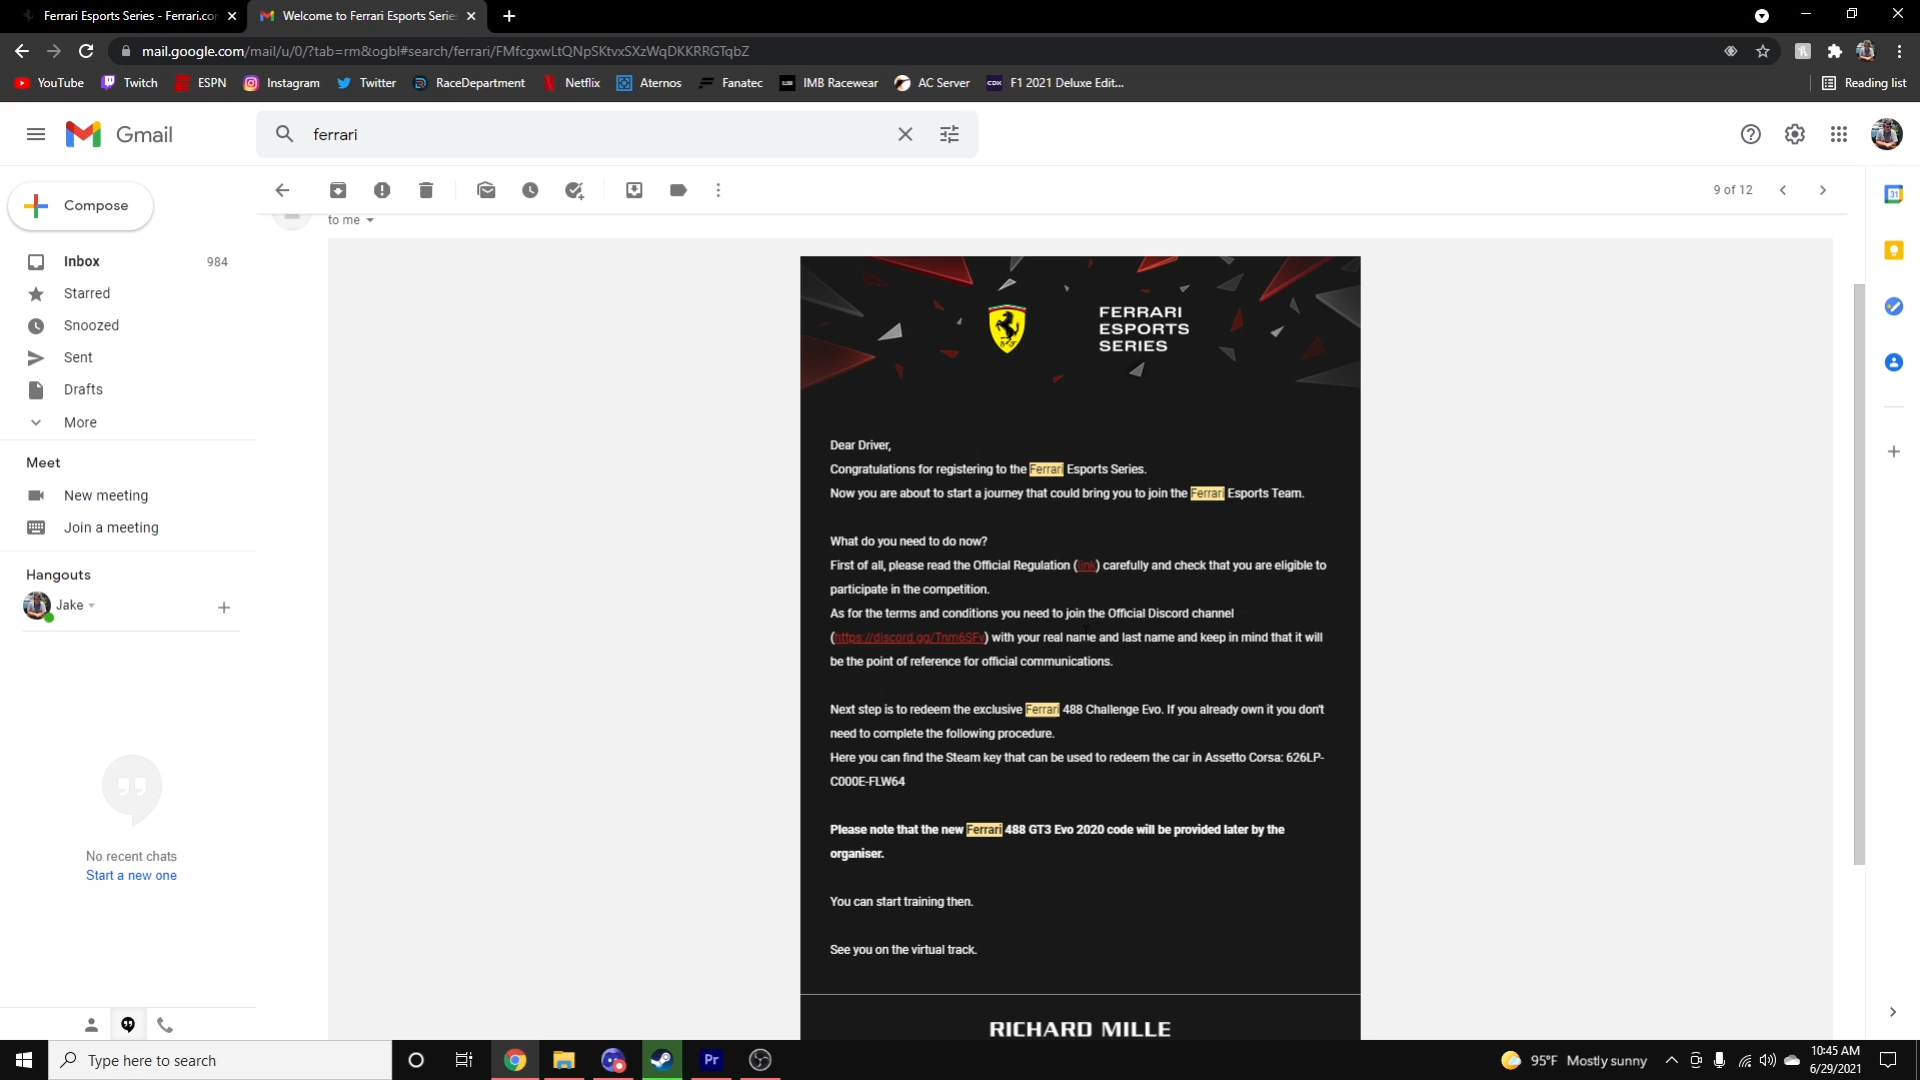 Ferrari Esports Series - Ferrari.co
Welcome to Ferrari Esports Serie
mail.google.com/mail/u/0/?tab=rm&ogbl#search/ferrari/FMfcgxwLtQNpSKtvxSXzWqDKKRRGTqbZ
YouTube
Twitch
ESPN
Instagram
Twitter
RaceDepartment
Netflix
Aternos
Fanatec
IMB Racewear
AC Server
F1 2021 Deluxe Edit...
Reading list
Gmail
ferrari
Compose
9 of 12
to me
Inbox 984
Starred
Snoozed
Sent
Drafts
More
Meet
New meeting
Join a meeting
Hangouts
Jake
No recent chats
Start a new one
FERRARI
ESPORTS
SERIES
Dear Driver,
Congratulations for registering to the Ferrari Esports Series.
Now you are about to start a journey that could bring you to join the Ferrari Esports Team.
What do you need to do now?
First of all, please read the Official Regulation (link) carefully and check that you are eligible to
participate in the competition.
As for the terms and conditions you need to join the Official Discord channel
(https://discord.gg/Tnm6SFv) with your real name and last name and keep in mind that it will
be the point of reference for official communications.
Next step is to redeem the exclusive Ferrari 488 Challenge Evo. If you already own it you don't
need to complete the following procedure.
Here you can find the Steam key that can be used to redeem the car in Assetto Corsa: 626LP-
C000E-FLW64
Please note that the new Ferrari 488 GT3 Evo 2020 code will be provided later by the
organiser.
You can start training then.
See you on the virtual track.
RICHARD MILLE
Type here to search
95°F Mostly sunny
10:45 AM
6/29/2021